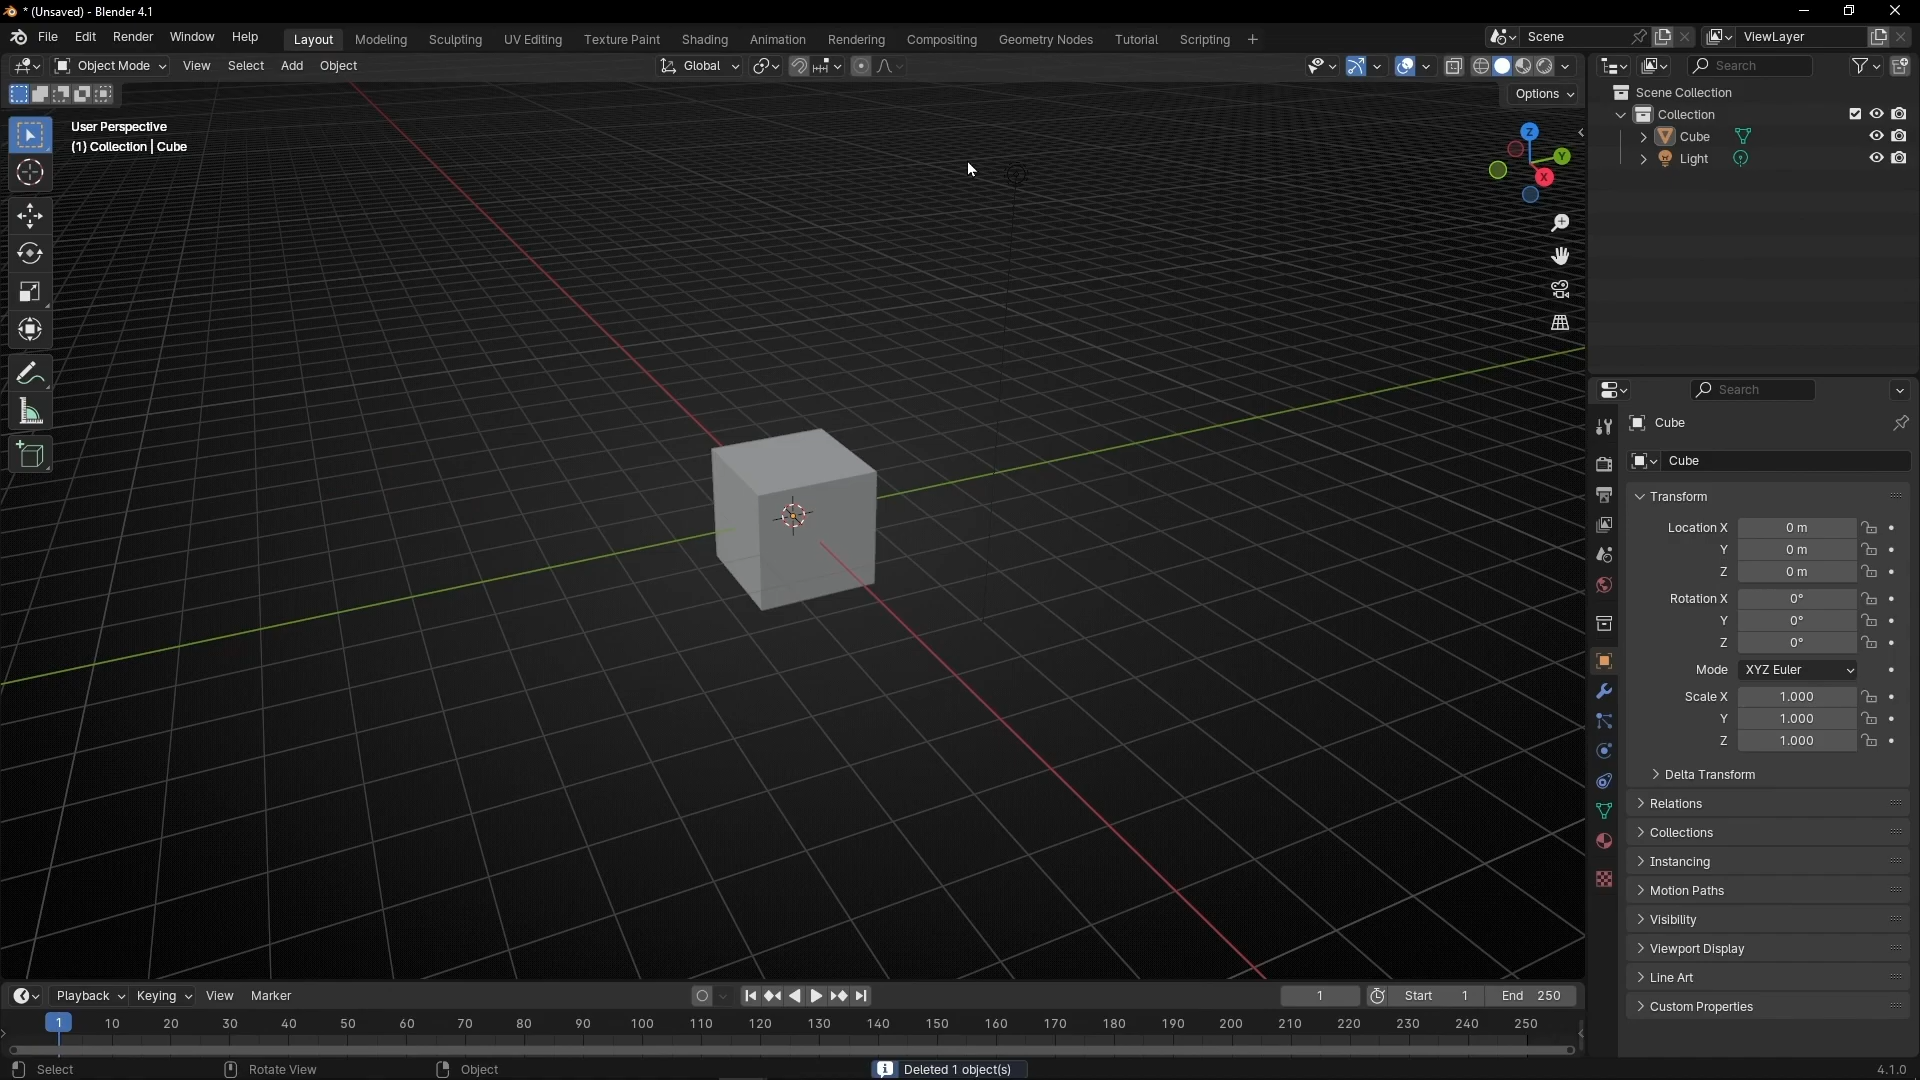 * (Unsaved) - Blender 4.1
File Edit Render Window Help Layout Modeling Sculpting UV Editing Texture Paint Shading Animation Rendering Compositing Geometry Nodes Tutorial Scripting + Scene ViewLayer
Object Mode View Select Add Object Global Search
Options
User Perspective
(1) Collection | Cube
Z
Y
X
Scene Collection
Collection
Cube
Light
Search
Cube
Cube
Transform
Location X 0 m
Y 0 m
Z 0 m
Rotation X 0°
Y 0°
Z 0°
Mode XYZ Euler
Scale X 1.000
Y 1.000
Z 1.000
Delta Transform
Relations
Collections
Instancing
Motion Paths
Visibility
Viewport Display
Line Art
Custom Properties
Playback Keying View Marker 1 Start 1 End 250
1 10 20 30 40 50 60 70 80 90 100 110 120 130 140 150 160 170 180 190 200 210 220 230 240 250
Select Rotate View Object Deleted 1 object(s) 4.1.0